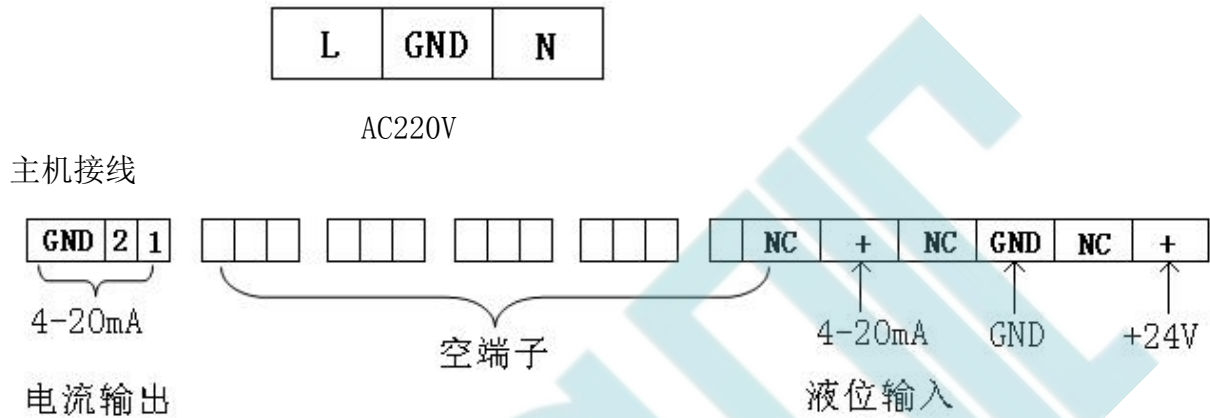 L GND N
AC220V
主机接线
GND 2 1 NC + NC GND NC +
4-20mA 空端子 4-20mA GND +24V
电流输出 液位输入